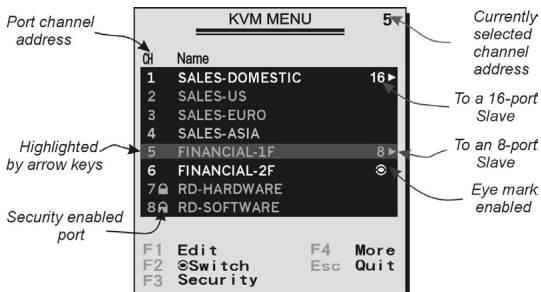 KVM MENU 5
CH Name
1 SALES-DOMESTIC 16
2 SALES-US
3 SALES-EURO
4 SALES-ASIA
5 FINANCIAL-1F 8
6 FINANCIAL-2F
7 RD-HARDWARE
8 RD-SOFTWARE
F1 Edit F4 More
F2 Switch Esc Quit
F3 Security
Port channel
address
Highlighted
by arrow keys
Security enabled
port
Currently
selected
channel
address
To a 16-port
Slave
To an 8-port
Slave
Eye mark
enabled